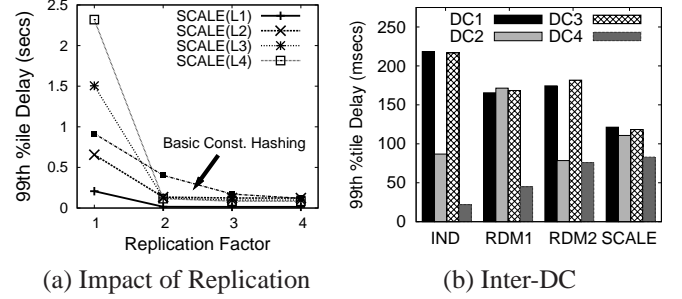 99th %ile Delay (secs)
2.5
2
1.5
1
0.5
0
SCALE(L1)
SCALE(L2)
SCALE(L3)
SCALE(L4)
Basic Const. Hashing
1 2 3 4
Replication Factor
(a) Impact of Replication
99th %tile Delay (msecs)
250
200
150
100
50
0
DC1 DC3
DC2 DC4
IND RDM1 RDM2 SCALE
(b) Inter-DC